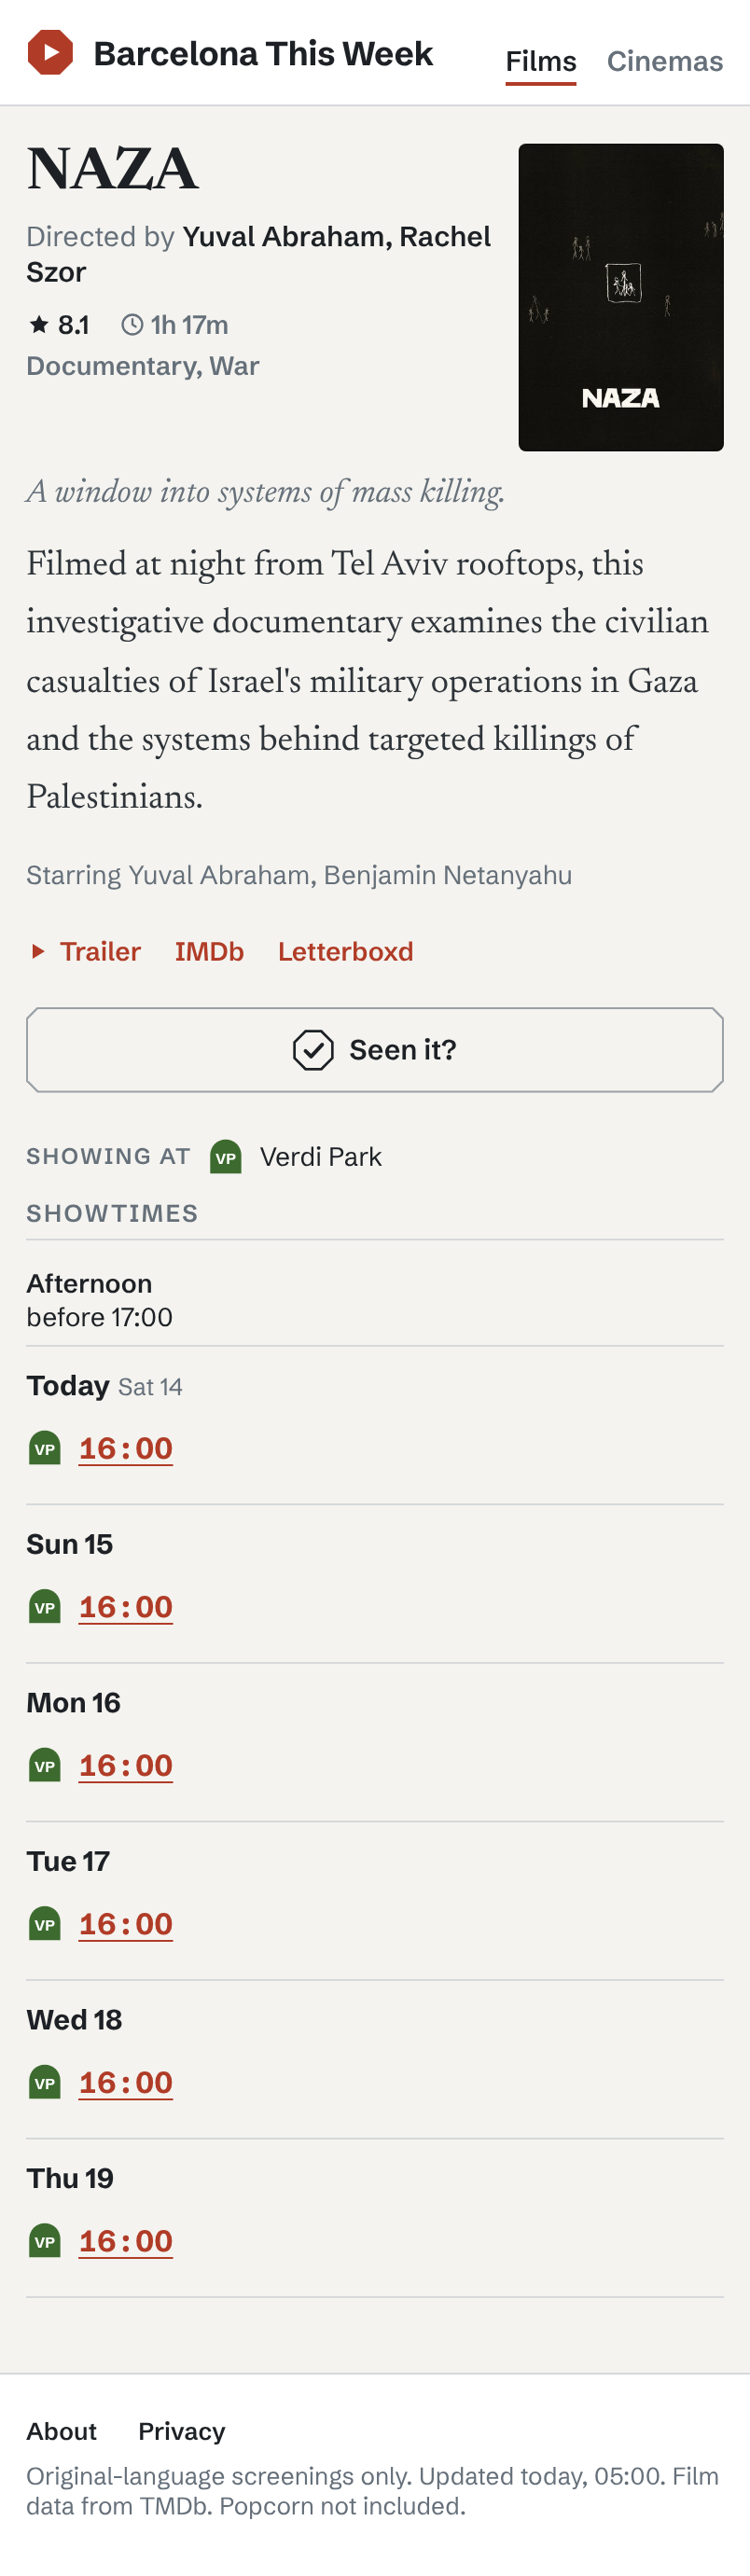 Barcelona This Week
Films Cinemas
NAZA
Directed by Yuval Abraham, Rachel
Szor
8.1 1h 17m
Documentary, War
NAZA
A window into systems of mass killing.
Filmed at night from Tel Aviv rooftops, this
investigative documentary examines the civilian
casualties of Israel's military operations in Gaza
and the systems behind targeted killings of
Palestinians.
Starring Yuval Abraham, Benjamin Netanyahu
Trailer IMDb Letterboxd
Seen it?
SHOWING AT VP Verdi Park
SHOWTIMES
Afternoon
before 17:00
Today Sat 14
VP 16:00
Sun 15
VP 16:00
Mon 16
VP 16:00
Tue 17
VP 16:00
Wed 18
VP 16:00
Thu 19
VP 16:00
About Privacy
Original-language screenings only. Updated today, 05:00. Film
data from TMDb. Popcorn not included.